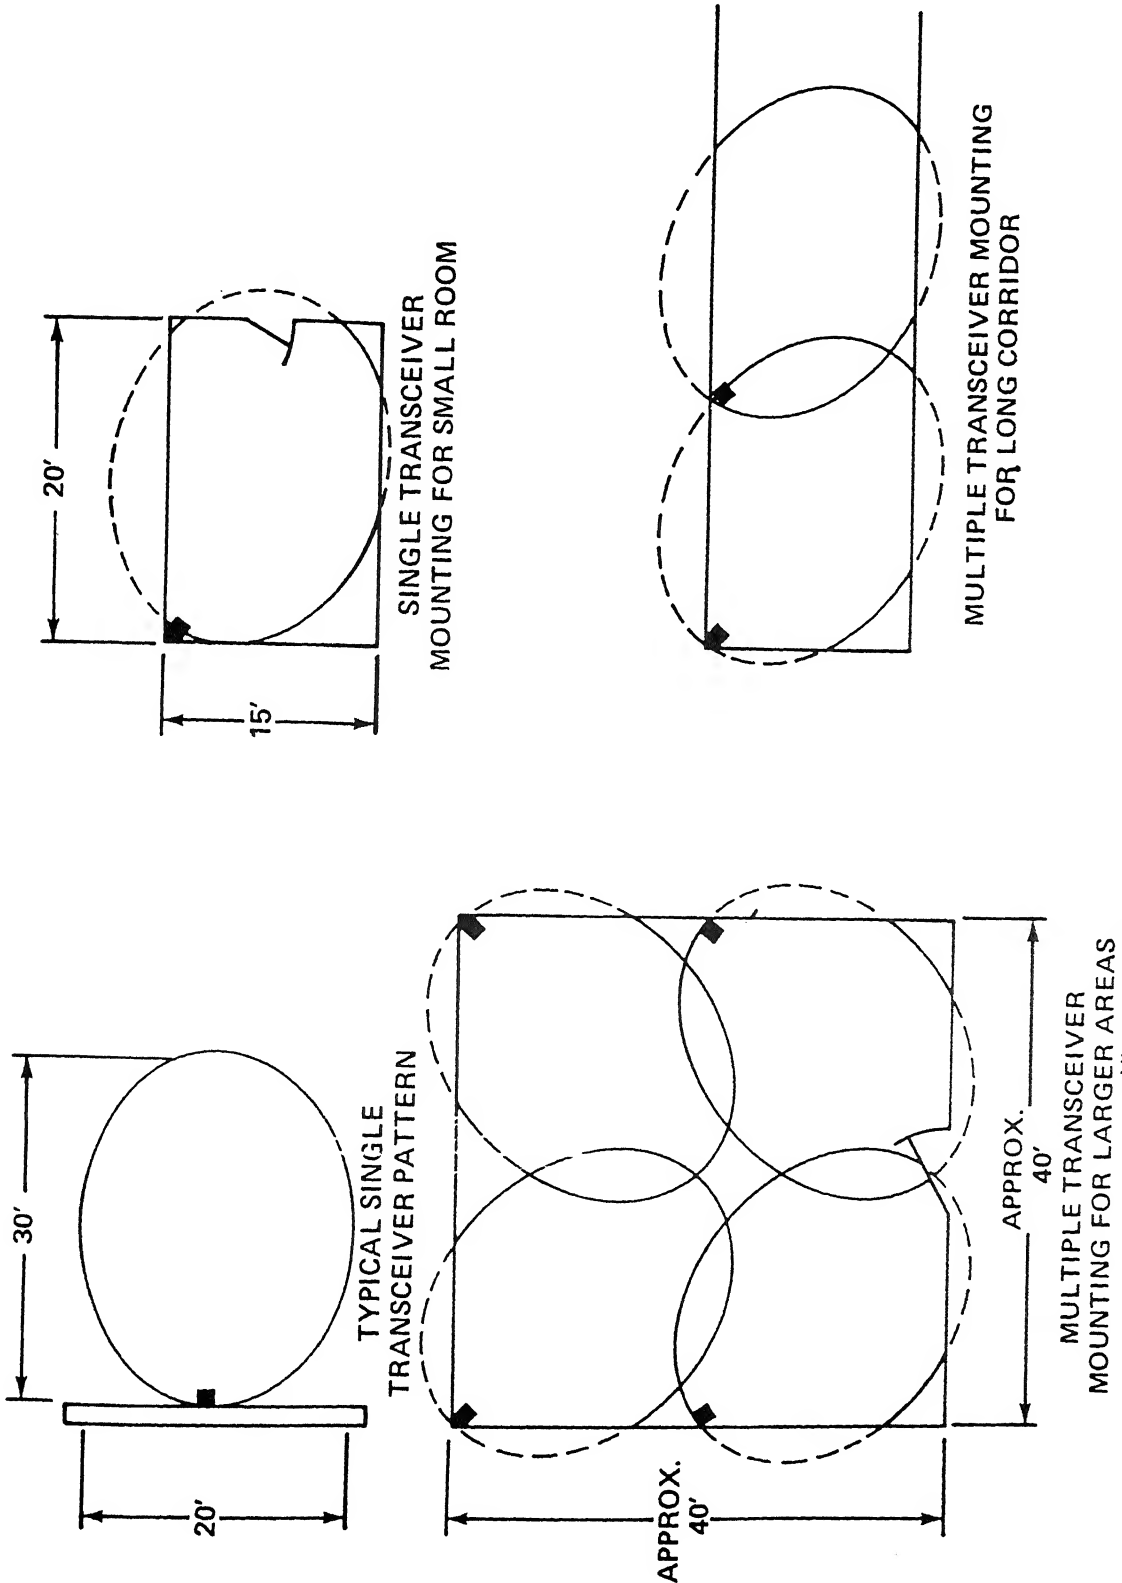 30'
20'
TYPICAL SINGLE
TRANSCEIVER PATTERN
20'
15'
SINGLE TRANSCEIVER
MOUNTING FOR SMALL ROOM
APPROX.
40'
APPROX.
40'
MULTIPLE TRANSCEIVER
MOUNTING FOR LARGER AREAS
MULTIPLE TRANSCEIVER MOUNTING
FOR LONG CORRIDOR